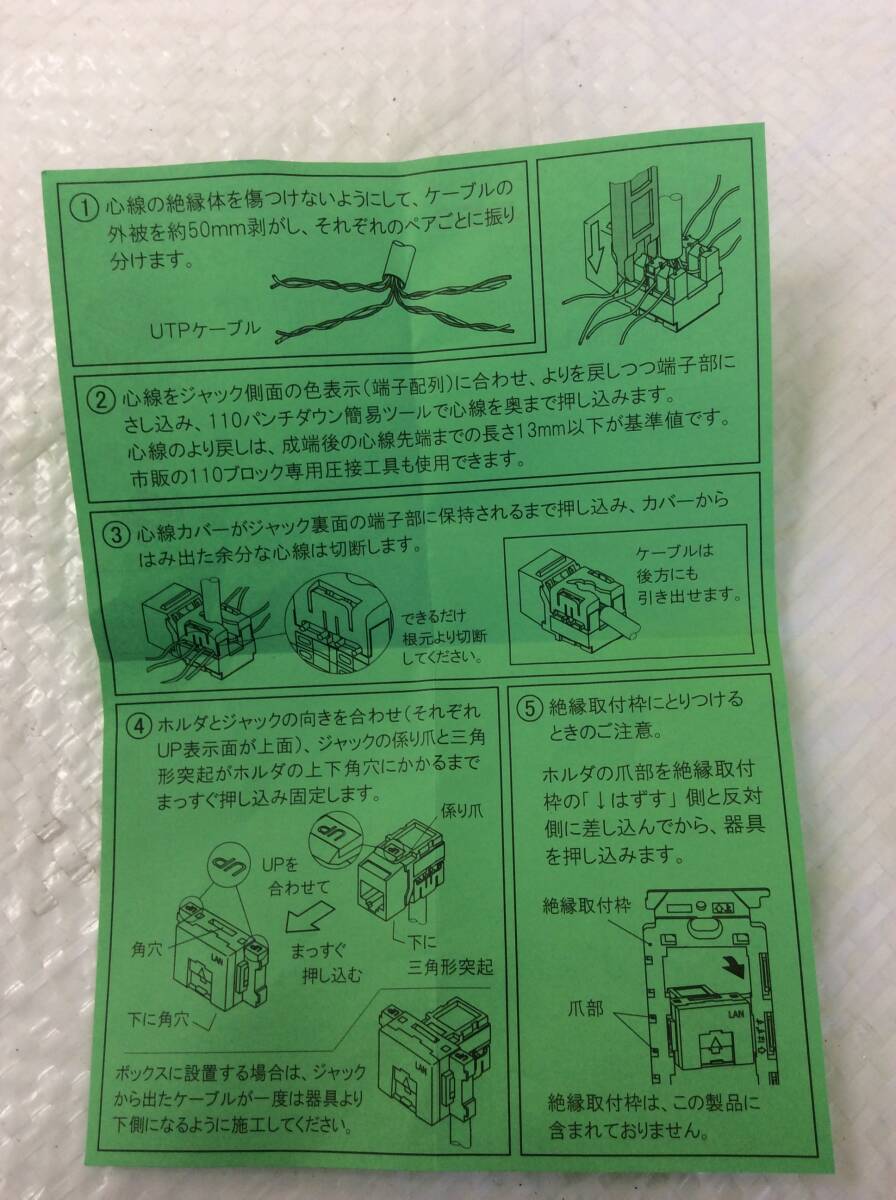 ① 心線の絶縁体を傷つけないようにして、ケーブルの
外被を約50mm剥がし、それぞれのペアごとに振り
分けます。
UTPケーブル
② 心線をジャック側面の色表示(端子配列)に合わせ、よりを戻しつつ端子部に
さし込み、110パンチダウン簡易ツールで心線を奥まで押し込みます。
心線のより戻しは、成端後の心線先端までの長さ13mm以下が基準値です。
市販の110ブロック専用圧接工具も使用できます。
③ 心線カバーがジャック裏面の端子部に保持されるまで押し込み、カバーから
はみ出た余分な心線は切断します。
できるだけ
根元より切断
してください。
ケーブルは
後方にも
引き出せます。
④ ホルダとジャックの向きを合わせ(それぞれ
UP表示面が上面)、ジャックの係り爪と三角
形突起がホルダの上下角穴にかかるまで
まっすぐ押し込み固定します。
係り爪
UP
UP
UPを
合わせて
角穴
LAN
まっすぐ
押し込む
下に
三角形突起
下に角穴
LAN
ボックスに設置する場合は、ジャック
から出たケーブルが一度は器具より
下側になるように施工してください。
⑤ 絶縁取付枠にとりつける
ときのご注意。
ホルダの爪部を絶縁取付
枠の「↓はずす」側と反対
側に差し込んでから、器具
を押し込みます。
絶縁取付枠
爪部
LAN
はずす
絶縁取付枠は、この製品に
含まれておりません。